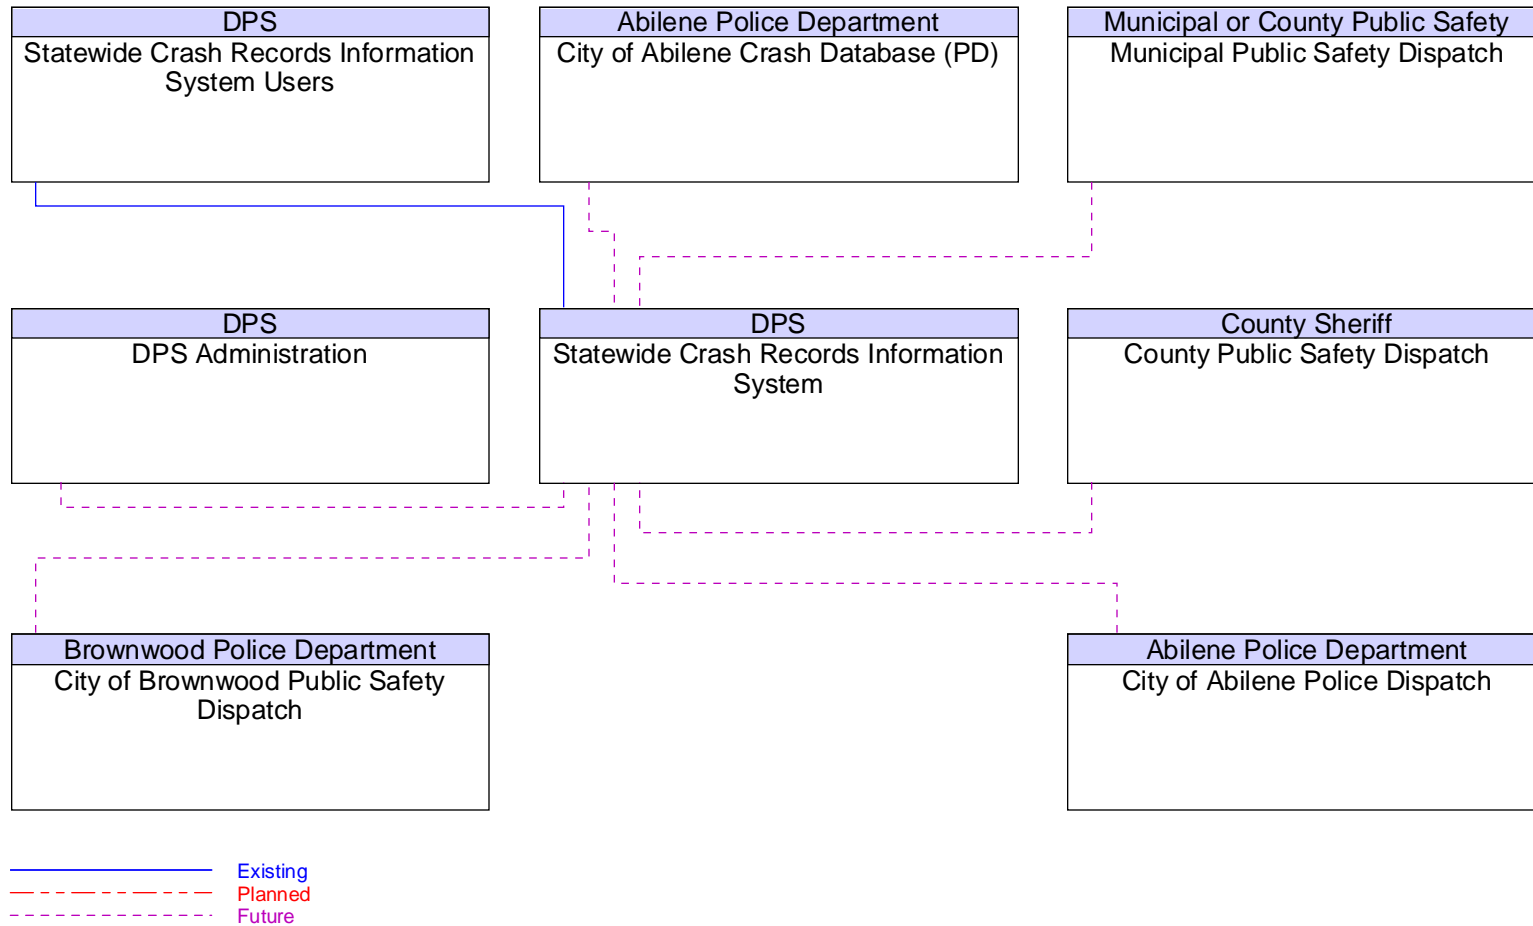 DPS
Statewide Crash Records Information
System Users
Abilene Police Department
City of Abilene Crash Database (PD)
Municipal or County Public Safety
Municipal Public Safety Dispatch
DPS
DPS Administration
DPS
Statewide Crash Records Information
System
County Sheriff
County Public Safety Dispatch
Brownwood Police Department
City of Brownwood Public Safety
Dispatch
Abilene Police Department
City of Abilene Police Dispatch
Existing
Planned
Future